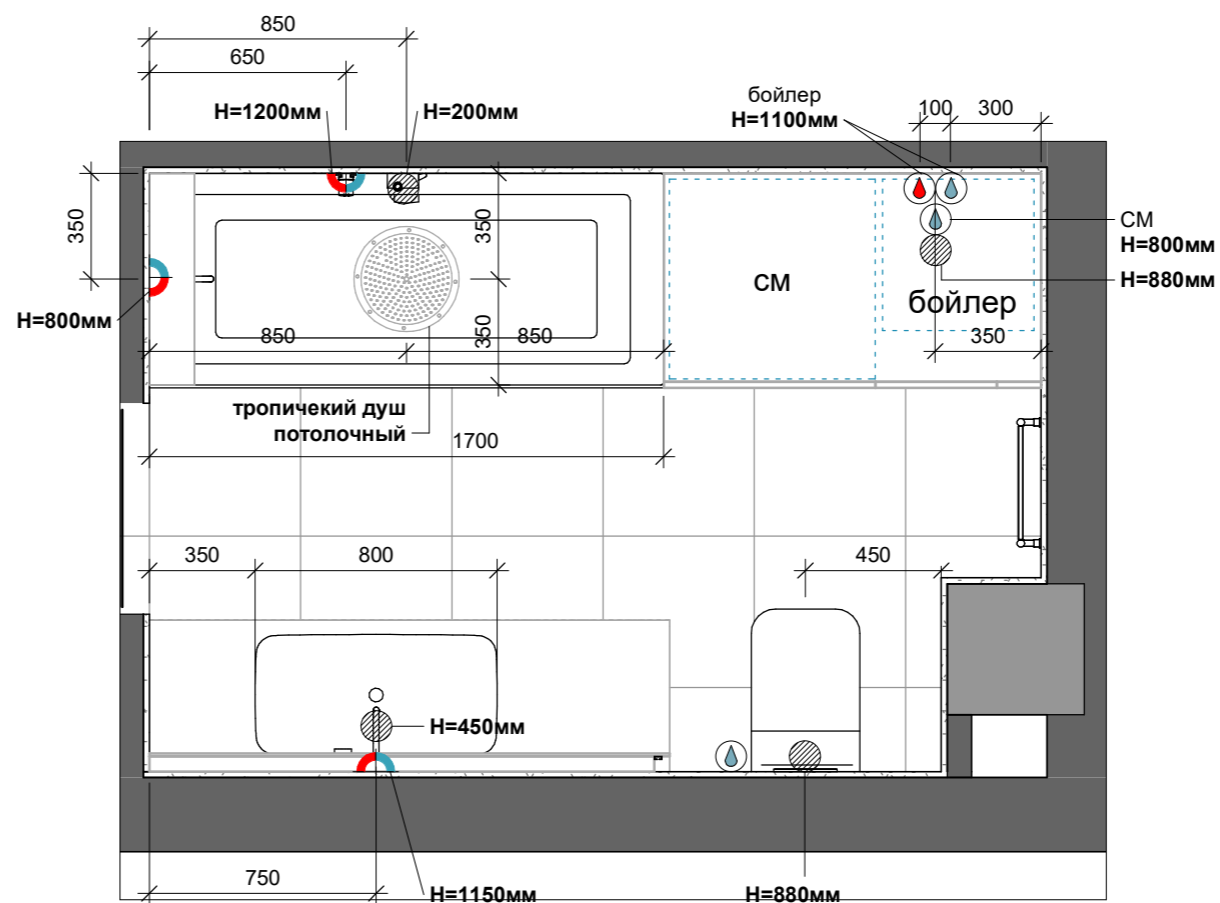 850
650
H=1200мм
H=200мм
бойлер
H=1100мм
100
300
350
350
СМ
H=800мм
H=880мм
СМ
бойлер
H=800мм
850
350
850
350
тропичекий душ
потолочный
1700
350
800
450
H=450мм
750
H=1150мм
H=880мм